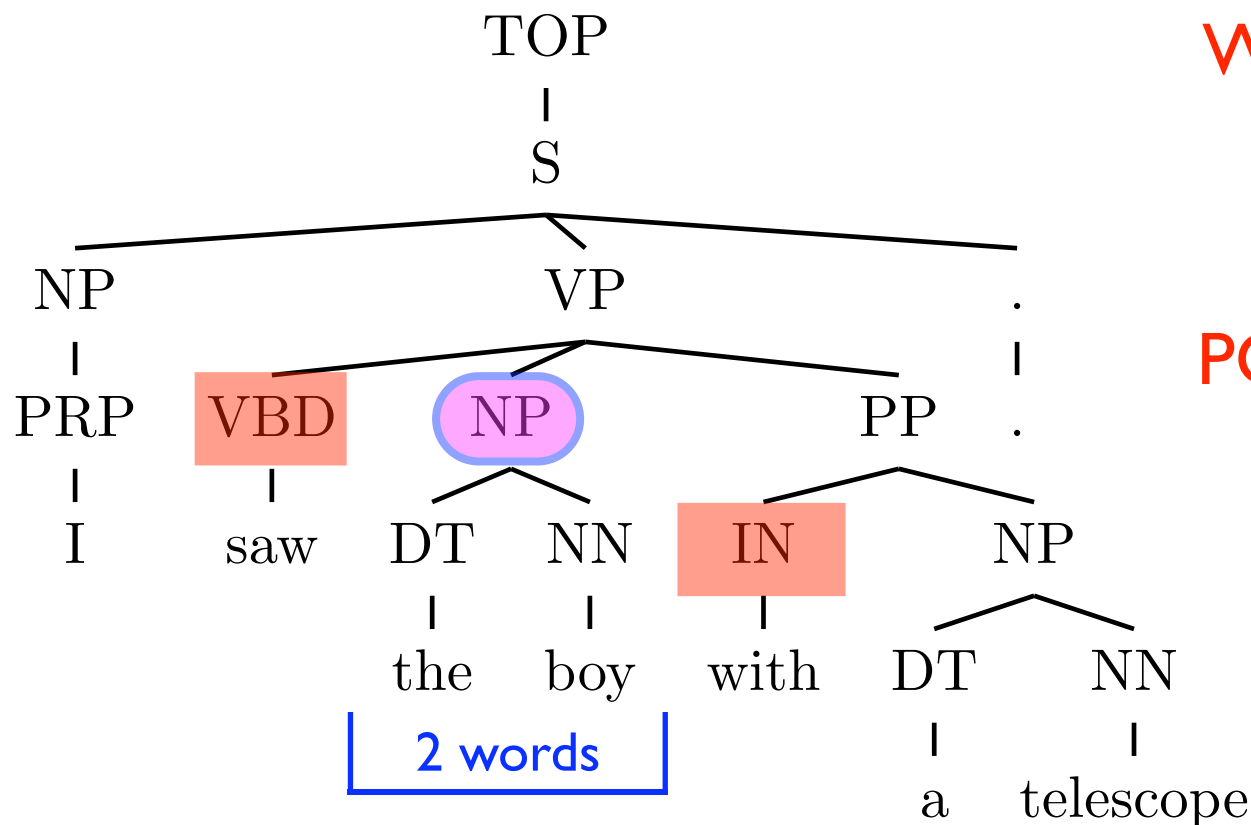 TOP
S
NP VP .
PRP VBD NP PP .
I saw DT NN IN NP
the boy with DT NN
2 words
a telescope